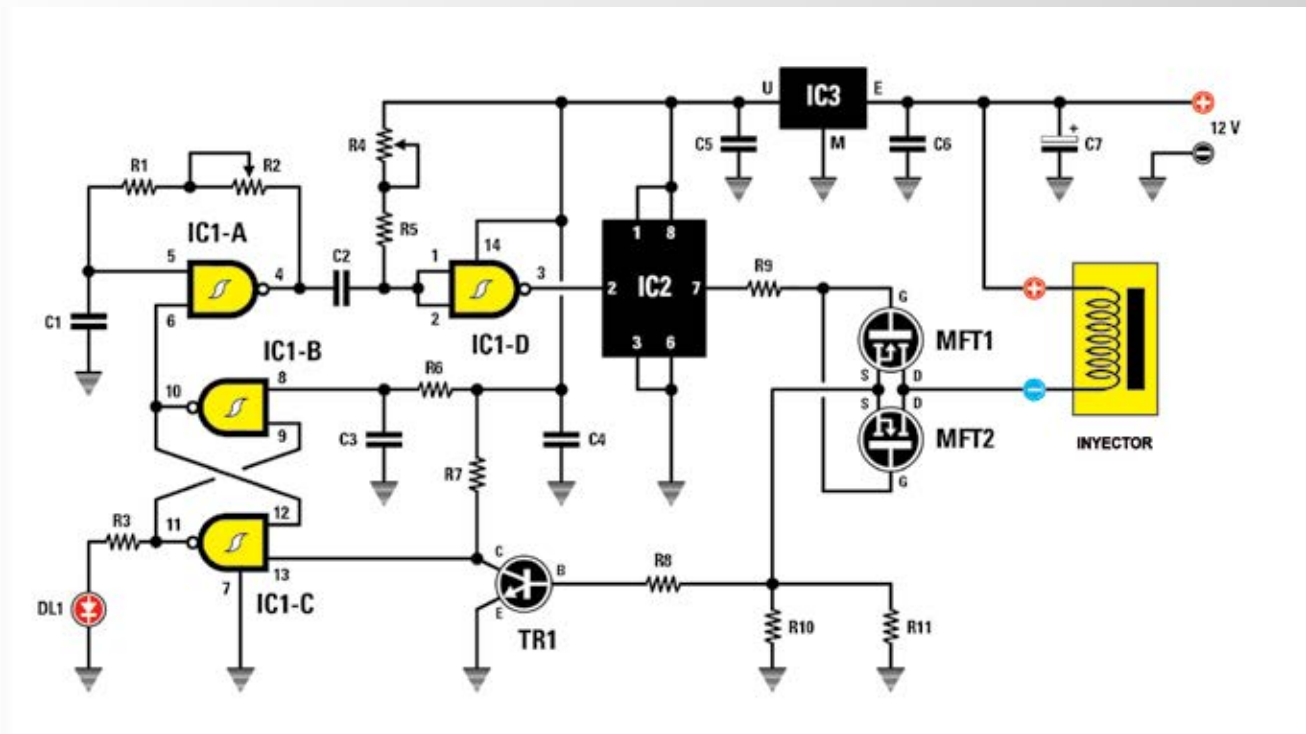 U
IC3
E
M
+
12 V
C5
C6
+
C7
R4
R1
R2
R5
IC1-A
5
4
6
C2
1
14
3
2
IC1-D
1
8
2
IC2
7
3
6
R9
G
MFT1
S
D
S
D
MFT2
G
+
-
INYECTOR
C1
IC1-B
10
8
9
R6
C3
C4
R7
R3
11
12
13
7
IC1-C
DL1
C
B
E
TR1
R8
R10
R11